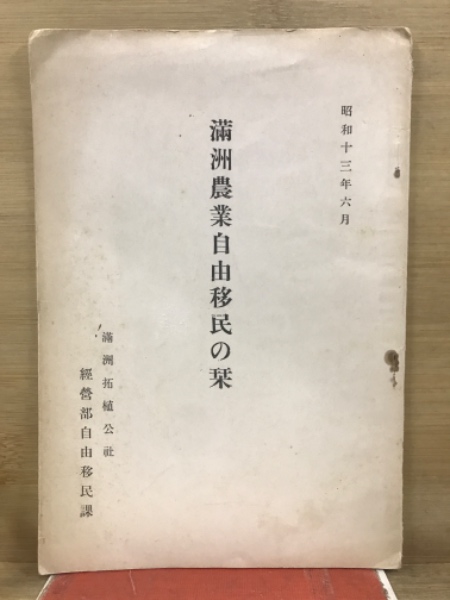 昭和十三年六月
滿洲農業自由移民の栞
滿洲拓植公社
經營部自由移民課